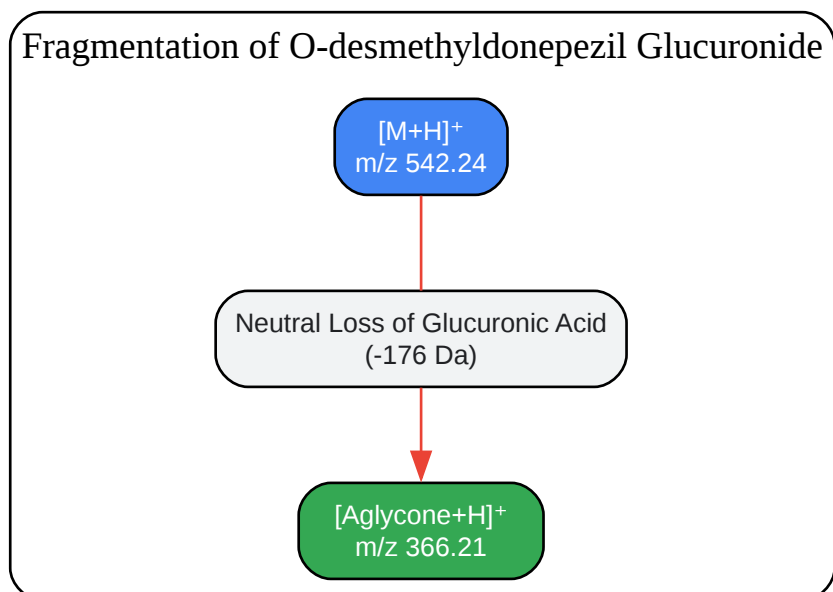 Fragmentation of O-desmethyldonepezil Glucuronide
[M+H]⁺
m/z 542.24
Neutral Loss of Glucuronic Acid
(-176 Da)
[Aglycone+H]⁺
m/z 366.21